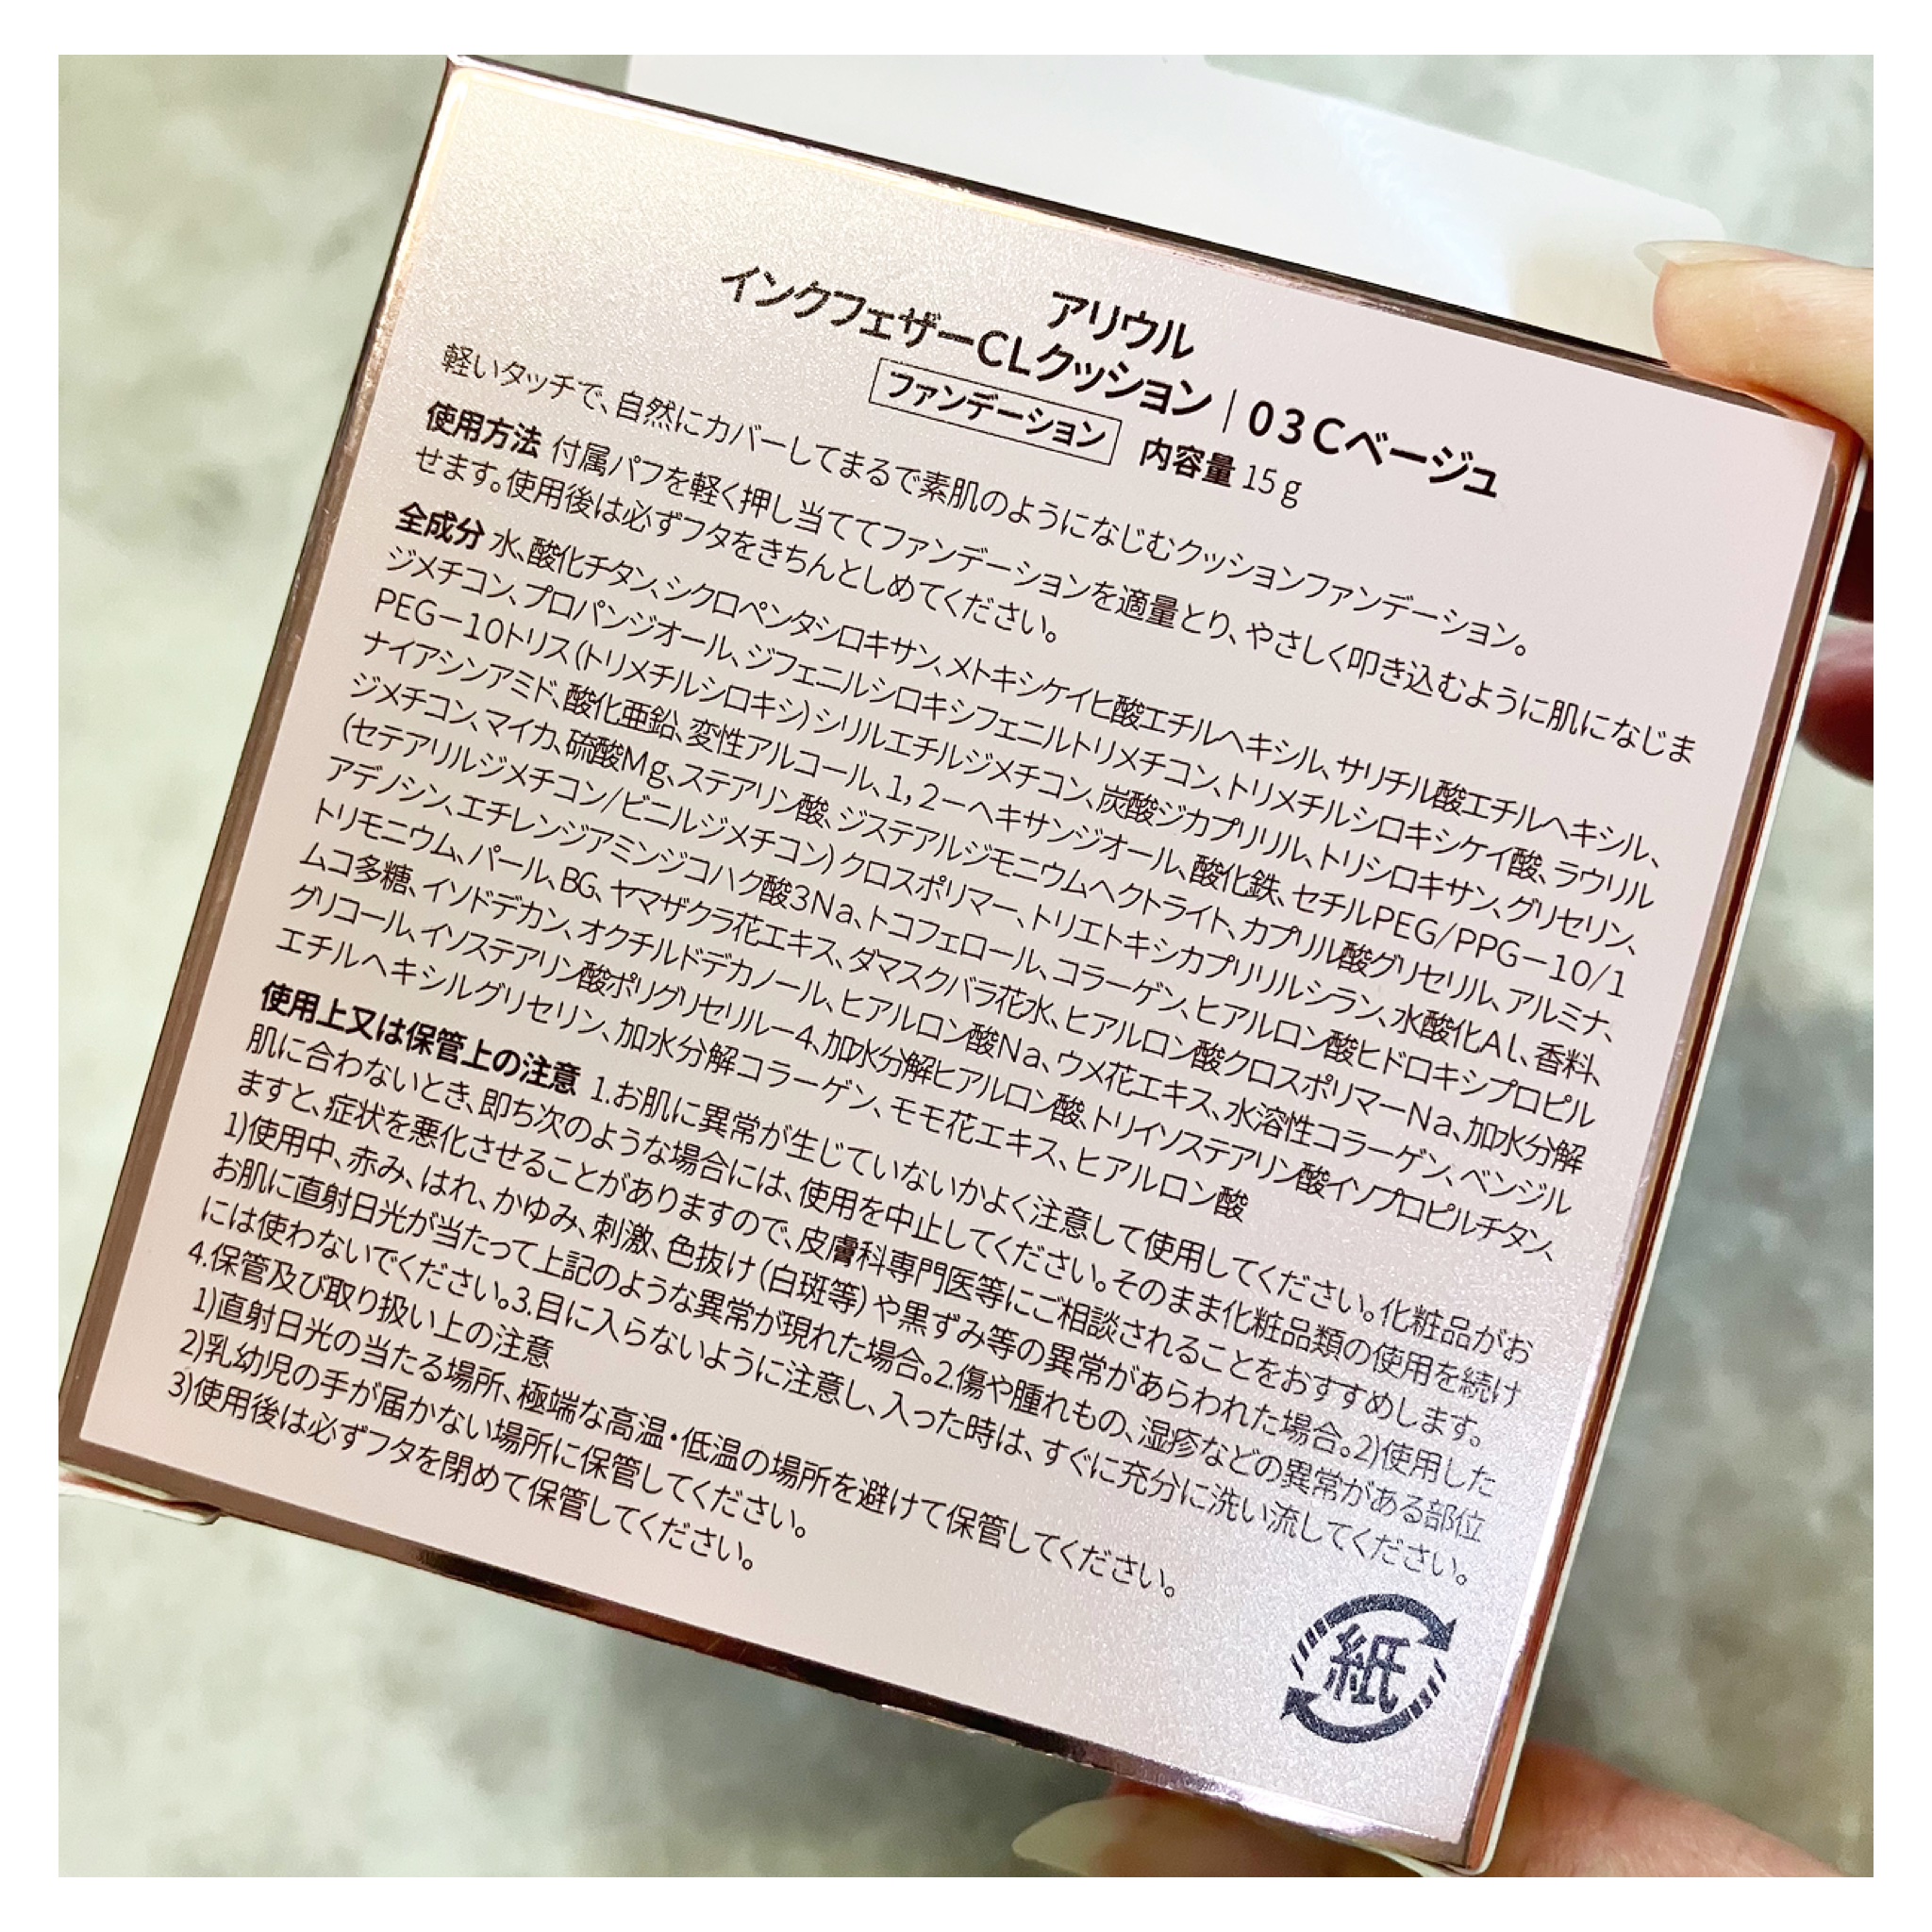 アリウル
インクフェザーCLクッション | 03Cベージュ
ファンデーション 内容量 15g
軽いタッチで、自然にカバーしてまるで素肌のようになじむクッションファンデーション。
使用方法 付属パフを軽く押し当ててファンデーションを適量とり、やさしく叩き込むように肌になじま
せます。使用後は必ずフタをきちんとしめてください。
全成分 水、酸化チタン、シクロペンタシロキサン、メトキシケイヒ酸エチルヘキシル、サリチル酸エチルヘキシル、
ジメチコン、プロパンジオール、ジフェニルシロキシフェニルトリメチコン、トリメチルシロキシケイ酸、ラウリル
PEG－10トリス(トリメチルシロキシ)シリルエチルジメチコン、炭酸ジカプリリル、トリシロキサン、グリセリン、
ナイアシンアミド、酸化亜鉛、変性アルコール、1，2－ヘキサンジオール、酸化鉄、セチルPEG/PPG－10/1
ジメチコン、マイカ、硫酸Mg、ステアリン酸、ジステアルジモニウムヘクトライト、カプリル酸グリセリル、アルミナ、
(セテアリルジメチコン/ビニルジメチコン)クロスポリマー、トリエトキシカプリリルシラン、水酸化Al、香料、
アデノシン、エチレンジアミンジコハク酸3Na、トコフェロール、コラーゲン、ヒアルロン酸ヒドロキシプロピル
トリモニウム、パール、BG、ヤマザクラ花エキス、ダマスクバラ花水、ヒアルロン酸クロスポリマーNa、加水分解
ムコ多糖、イソドデカン、オクチルドデカノール、ヒアルロン酸Na、ウメ花エキス、水溶性コラーゲン、ベンジル
グリコール、イソステアリン酸ポリグリセリル－4、加水分解ヒアルロン酸、トリイソステアリン酸イソプロピルチタン、
エチルヘキシルグリセリン、加水分解コラーゲン、モモ花エキス、ヒアルロン酸
使用上又は保管上の注意 1.お肌に異常が生じていないかよく注意して使用してください。化粧品がお
肌に合わないとき、即ち次のような場合には、使用を中止してください。そのまま化粧品類の使用を続け
ますと、症状を悪化させることがありますので、皮膚科専門医等にご相談されることをおすすめします。
1)使用中、赤み、はれ、かゆみ、刺激、色抜け(白斑等)や黒ずみ等の異常があらわれた場合。2)使用した
お肌に直射日光が当たって上記のような異常が現れた場合。2.傷や腫れもの、湿疹などの異常がある部位
には使わないでください。3.目に入らないように注意し、入った時は、すぐに充分に洗い流してください。
4.保管及び取り扱い上の注意
1)直射日光の当たる場所、極端な高温・低温の場所を避けて保管してください。
2)乳幼児の手が届かない場所に保管してください。
3)使用後は必ずフタを閉めて保管してください。
紙